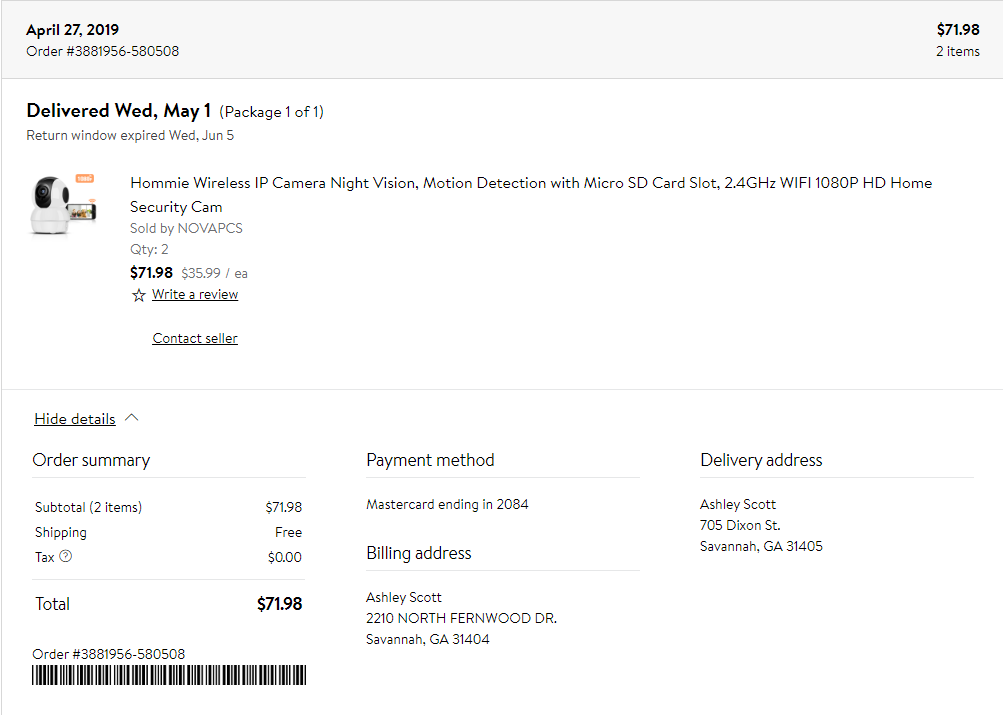 April 27, 2019 $71.98
Order #3881956-580508 2 items
Delivered Wed, May 1 (Package 1 of 1)
Return window expired Wed, Jun 5
Hommie Wireless IP Camera Night Vision, Motion Detection with Micro SD Card Slot, 2.4GHz WIFI 1080P HD Home
Security Cam
Sold by NOVAPCS
Qty: 2
$71.98 $35.99 / ea
Write a review
Contact seller
Hide details
Order summary
Subtotal (2 items) $71.98
Shipping Free
Tax ? $0.00
Total $71.98
Order #3881956-580508
Payment method
Mastercard ending in 2084
Billing address
Ashley Scott
2210 NORTH FERNWOOD DR.
Savannah, GA 31404
Delivery address
Ashley Scott
705 Dixon St.
Savannah, GA 31405